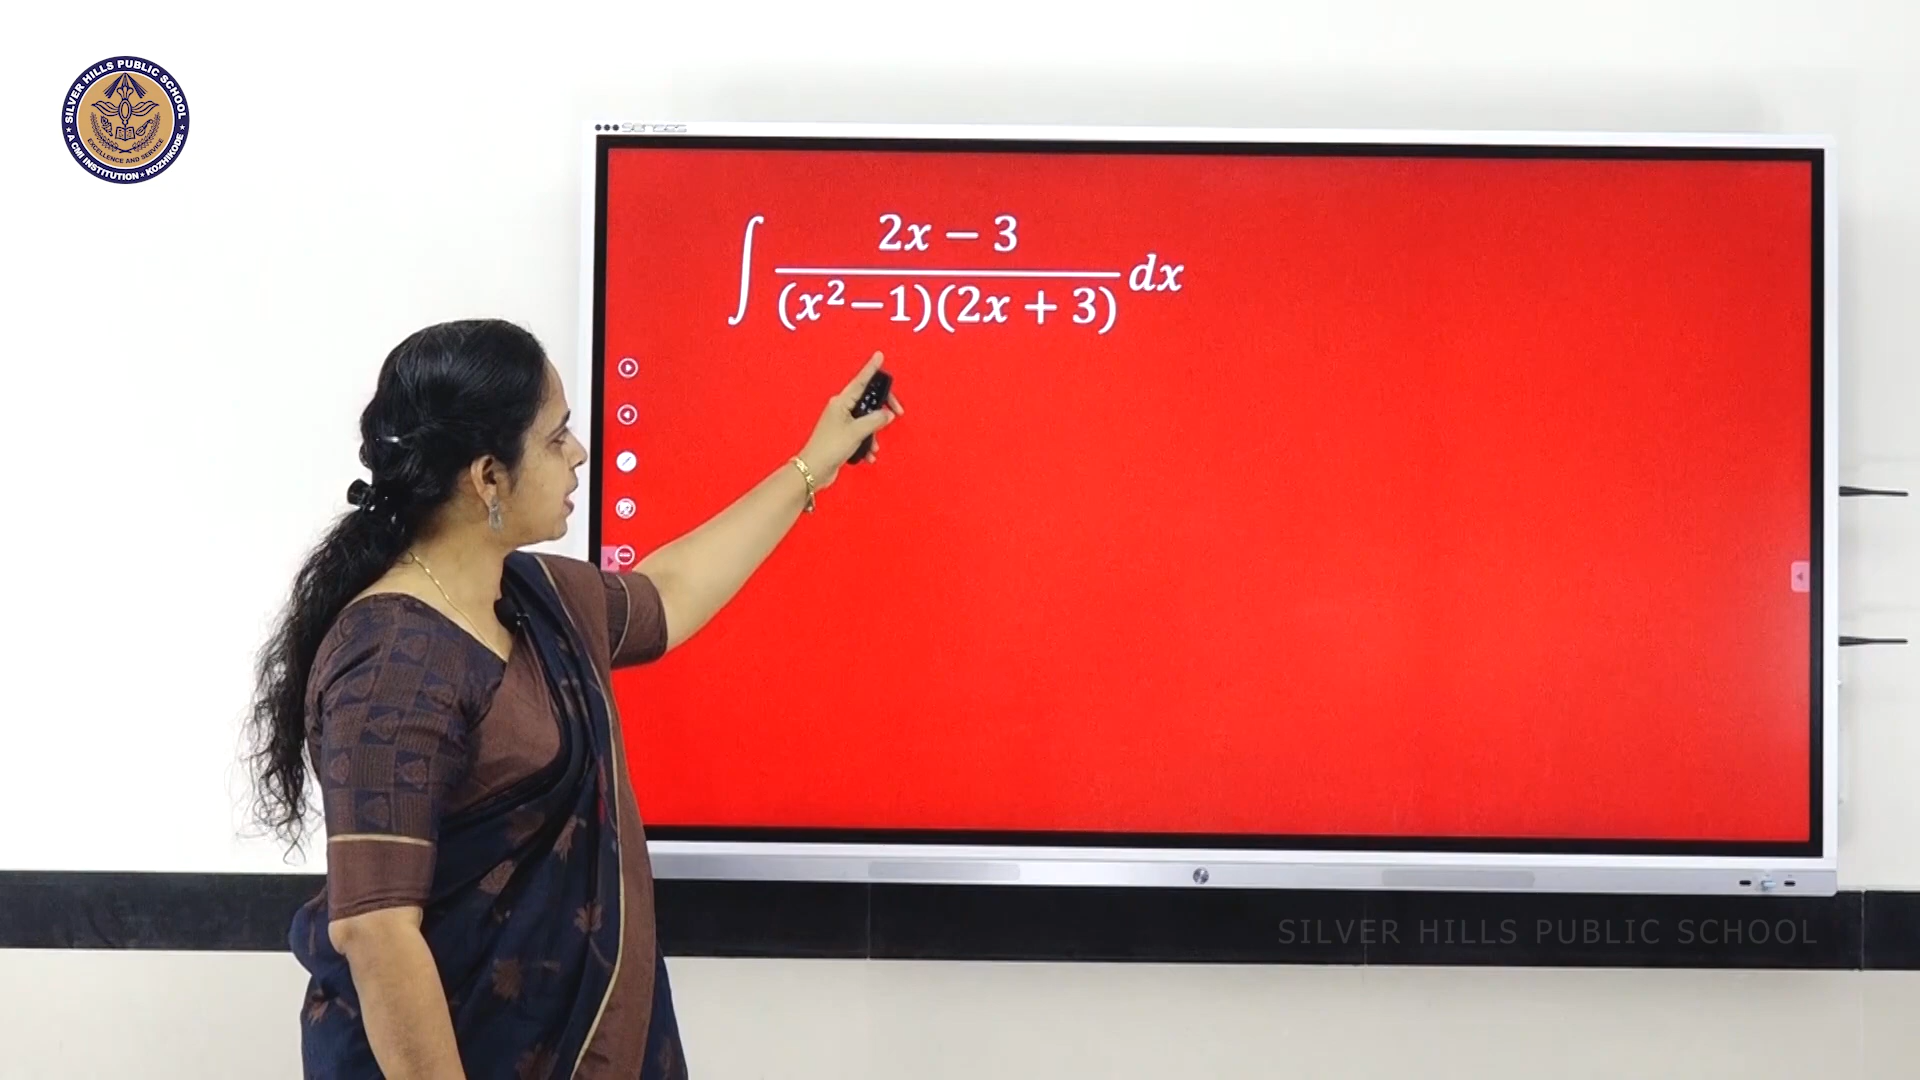 SILVER HILLS PUBLIC SCHOOL
EXCELLENCE AND SERVICE
★ A CMI INSTITUTION ★ KOZHIKODE ★
senses
∫ (2x − 3)/((x²−1)(2x + 3)) dx
SILVER HILLS PUBLIC SCHOOL